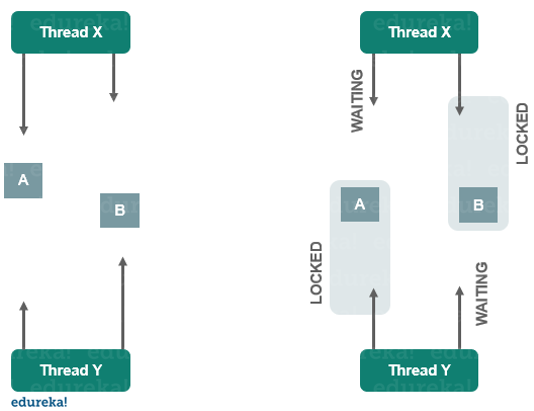 Thread X
Thread X
WAITING
LOCKED
A
B
A
B
LOCKED
WAITING
Thread Y
Thread Y
edureka!